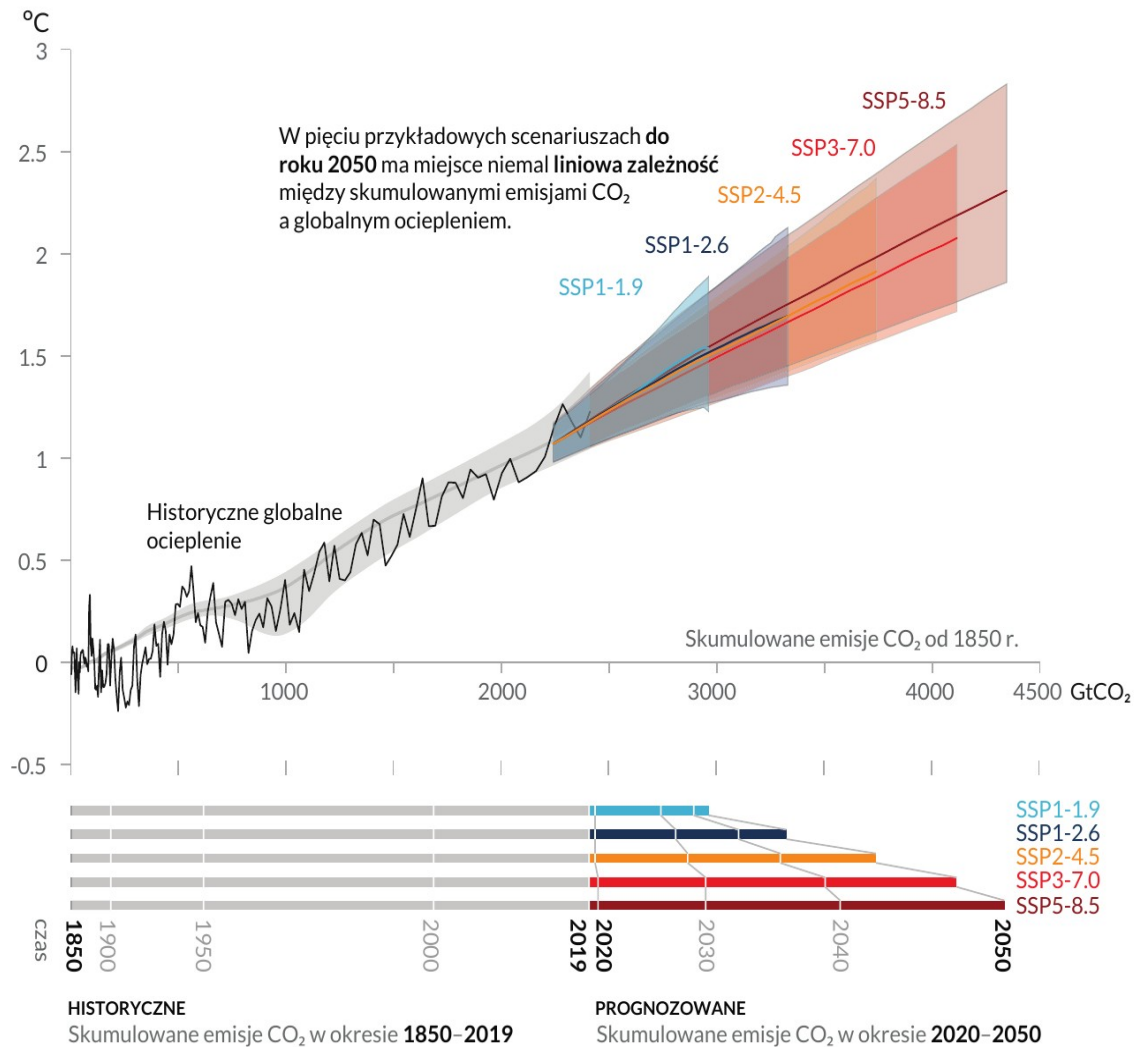 °C
3
2.5
2
1.5
1
0.5
0
-0.5
W pięciu przykładowych scenariuszach do
roku 2050 ma miejsce niemal liniowa zależność
między skumulowanymi emisjami CO₂
a globalnym ociepleniem.
SSP5-8.5
SSP3-7.0
SSP2-4.5
SSP1-2.6
SSP1-1.9
Historyczne globalne
ocieplenie
Skumulowane emisje CO₂ od 1850 r.
1000 2000 3000 4000 4500 GtCO₂
SSP1-1.9
SSP1-2.6
SSP2-4.5
SSP3-7.0
SSP5-8.5
czas 1850 1900 1950 2000 2019 2020 2030 2040 2050
HISTORYCZNE
Skumulowane emisje CO₂ w okresie 1850–2019
PROGNOZOWANE
Skumulowane emisje CO₂ w okresie 2020–2050